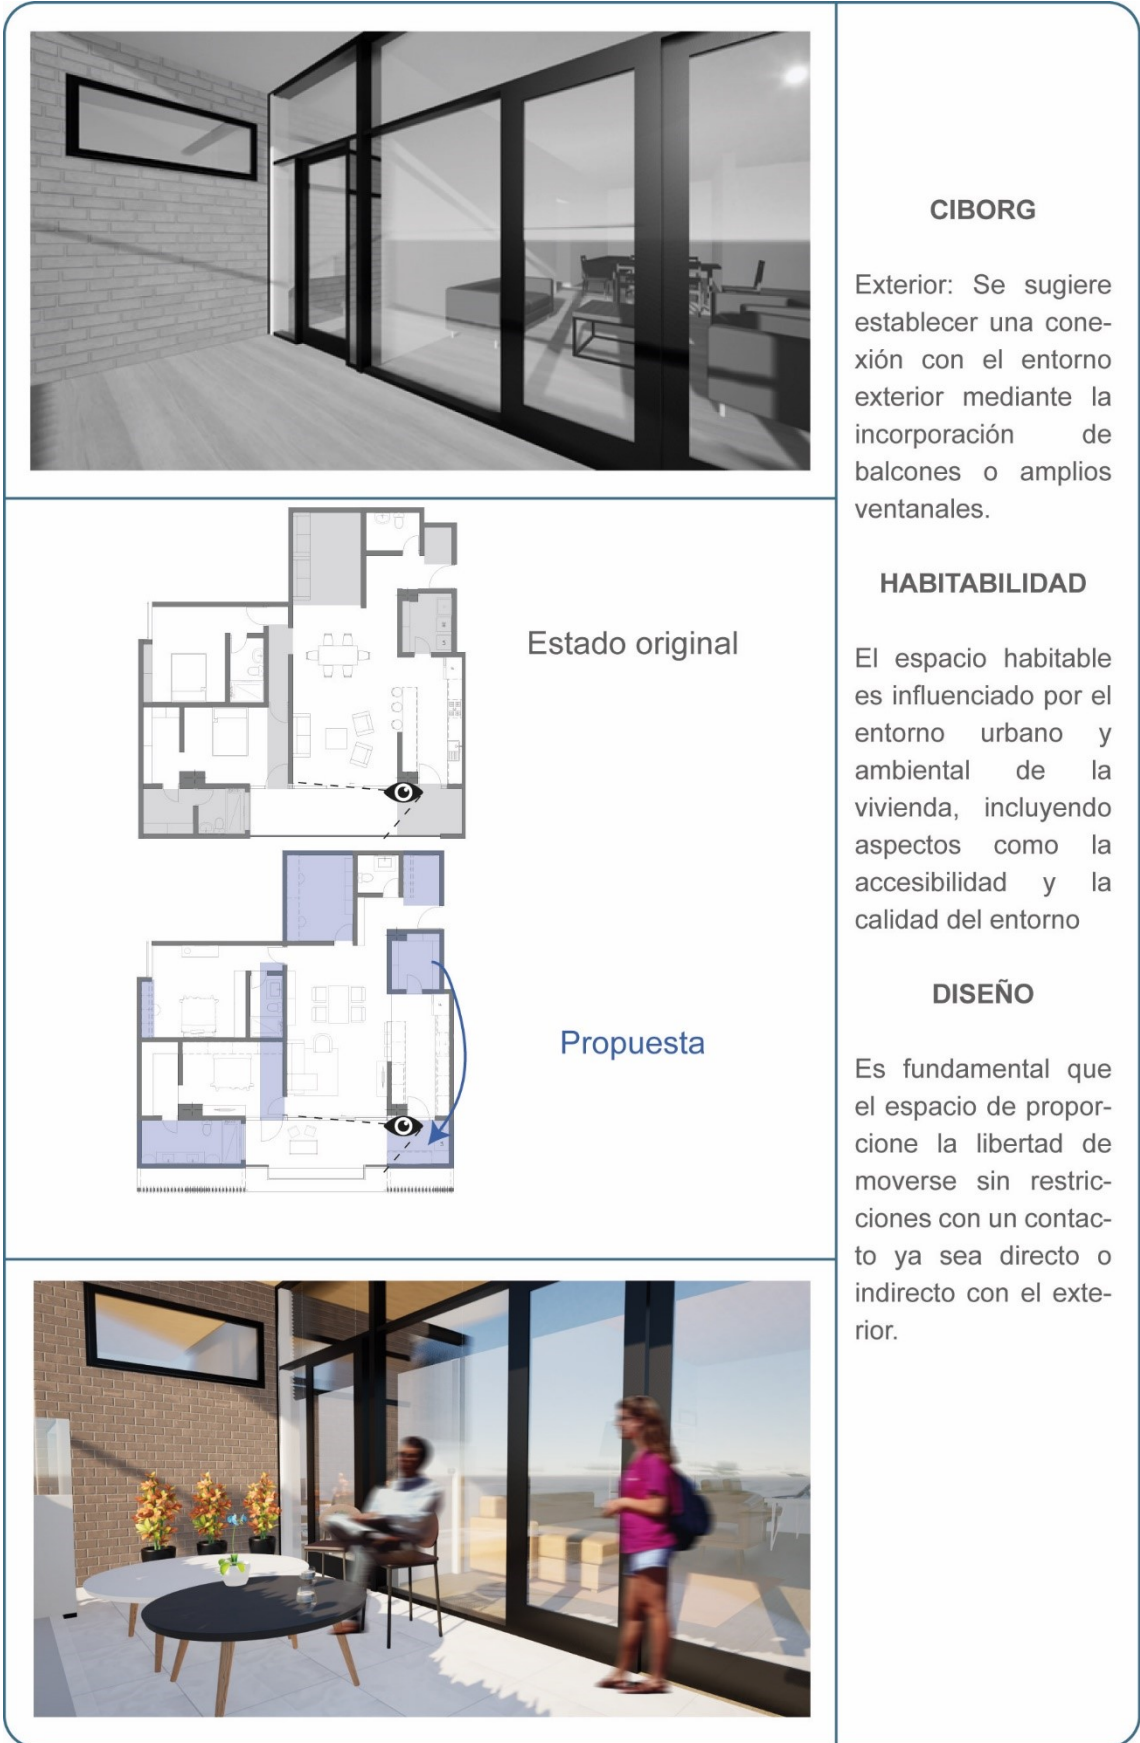 CIBORG
Exterior: Se sugiere
establecer una cone-
xión con el entorno
exterior mediante la
incorporación de
balcones o amplios
ventanales.
HABITABILIDAD
El espacio habitable
es influenciado por el
entorno urbano y
ambiental de la
vivienda, incluyendo
aspectos como la
accesibilidad y la
calidad del entorno
DISEÑO
Es fundamental que
el espacio de propor-
cione la libertad de
moverse sin restric-
ciones con un contac-
to ya sea directo o
indirecto con el exte-
rior.
Estado original
Propuesta